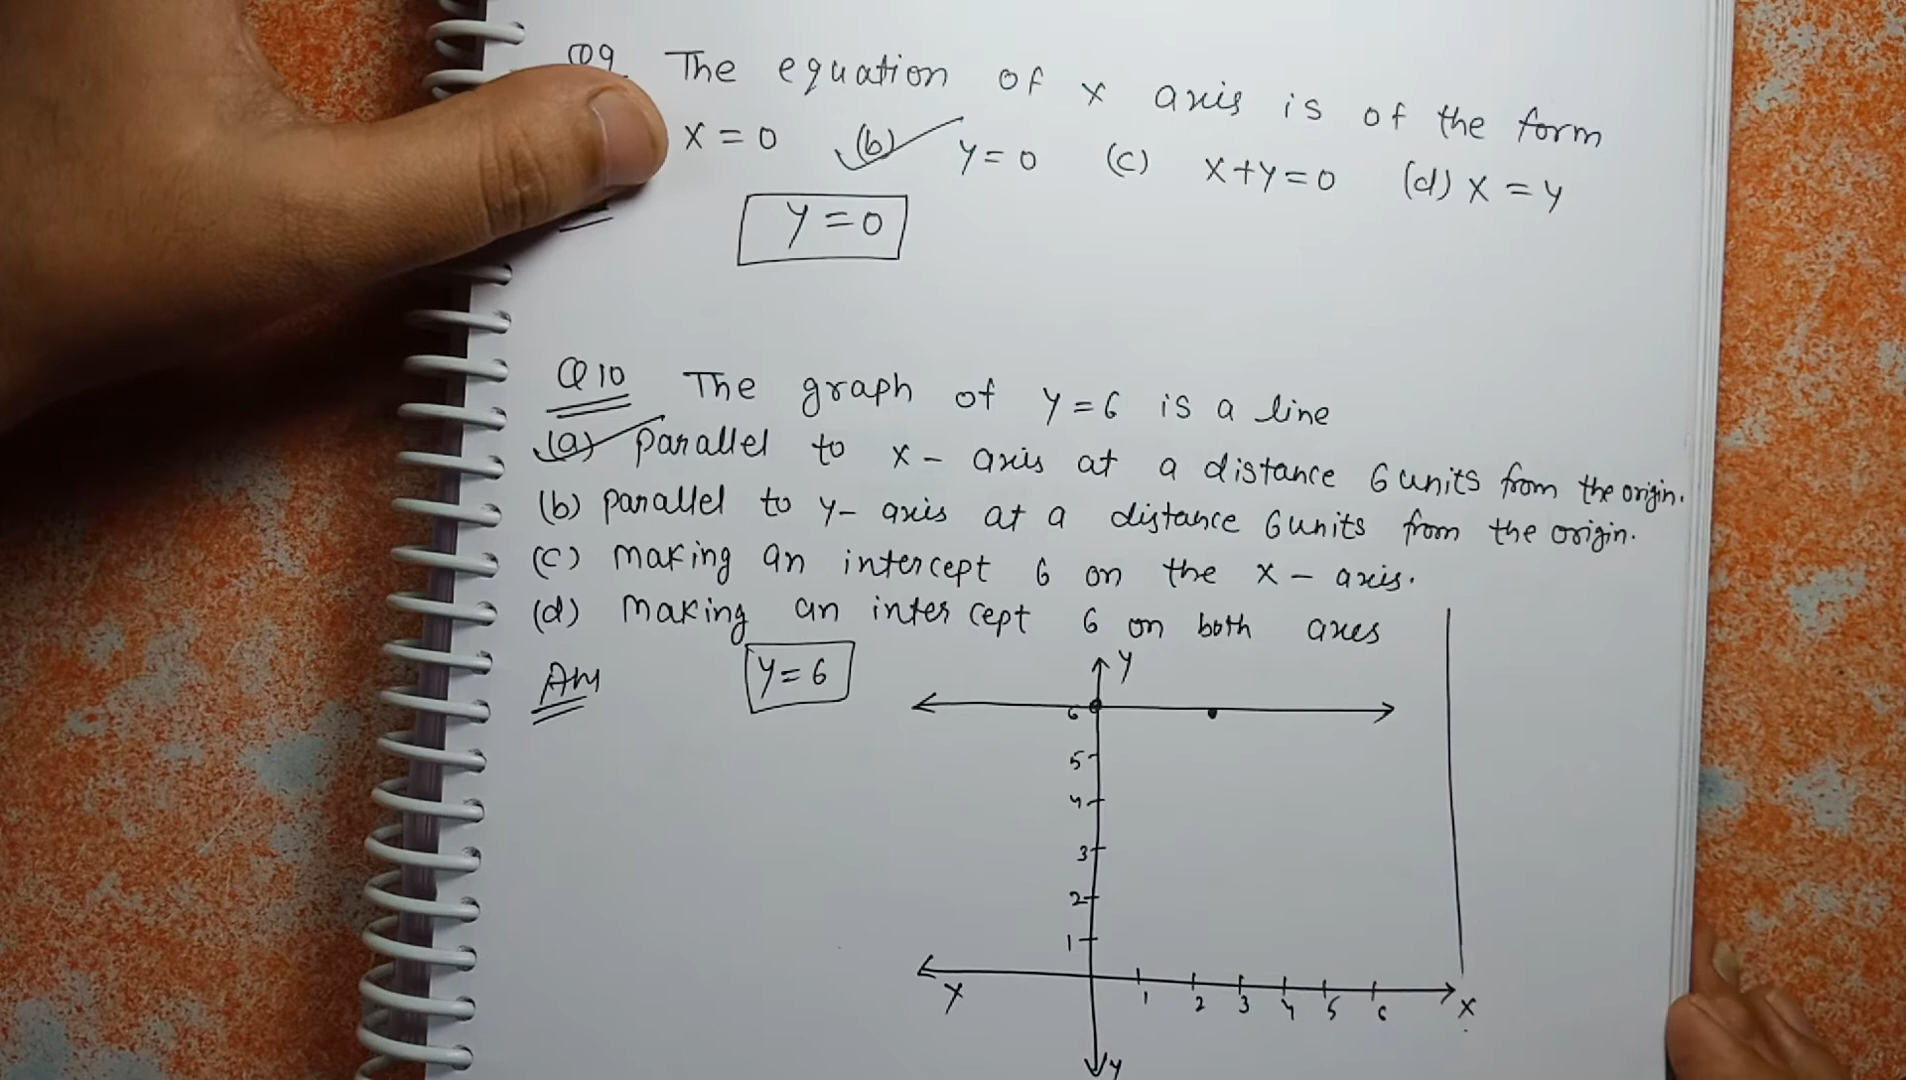 Q9 The equation of x axis is of the form
x = 0 (b) y = 0 (c) x+y=0 (d) x = y
y = 0
Q10 The graph of y=6 is a line
(a) parallel to x- axis at a distance 6 units from the origin.
(b) parallel to y- axis at a distance 6 units from the origin.
(c) making an intercept 6 on the x - axis.
(d) making an intercept 6 on both axes
Ans y=6
y
6
5
4
3
2
1
x 1 2 3 4 5 6 x
y